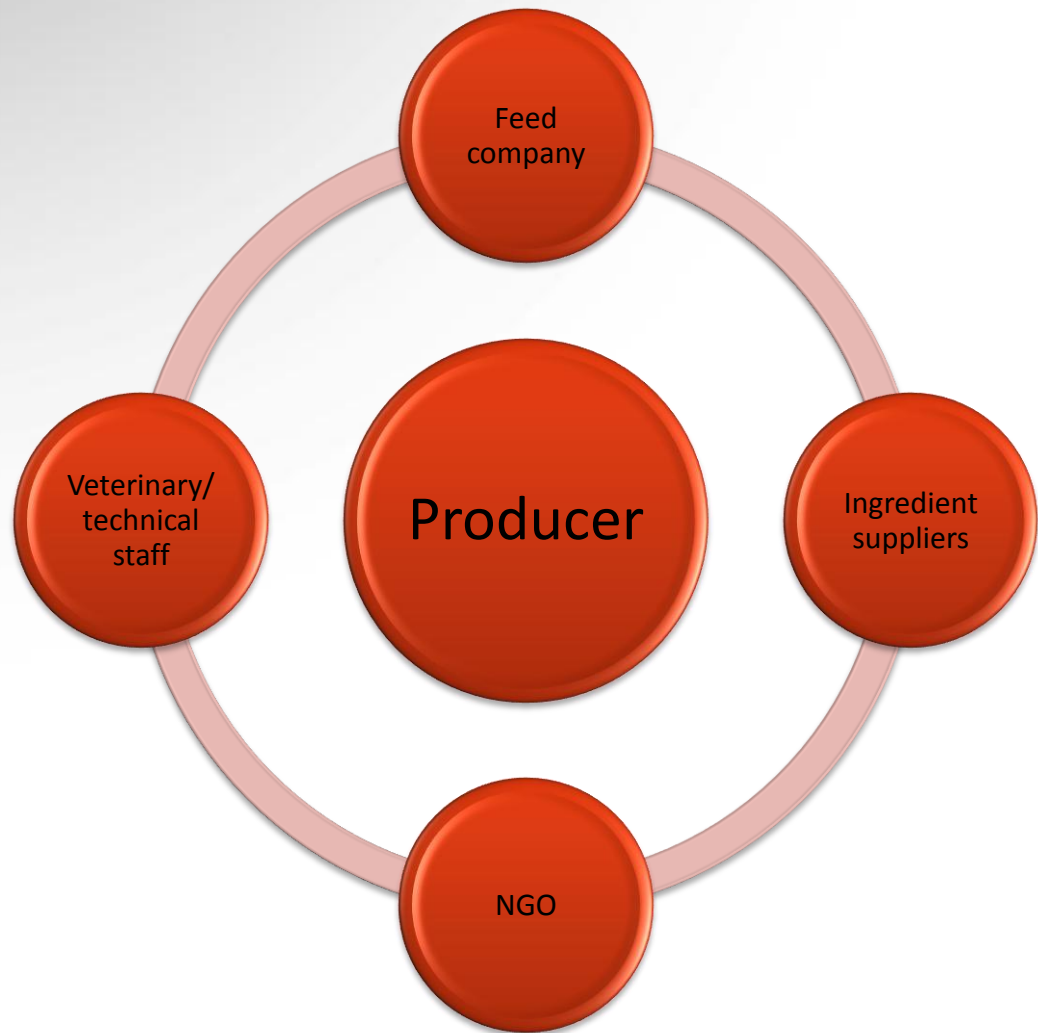 Feed
company
Veterinary/
technical
staff
Producer
Ingredient
suppliers
NGO